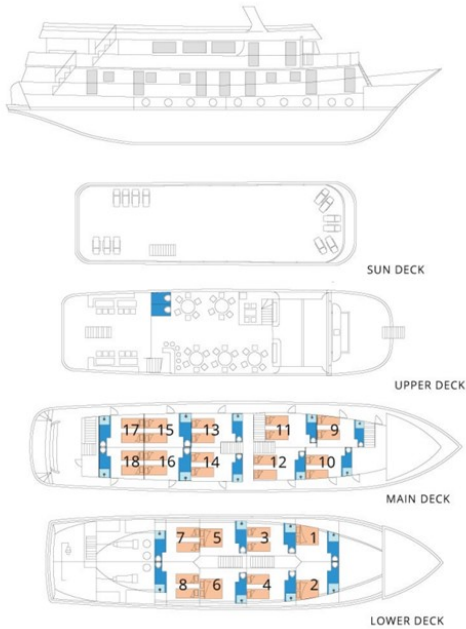 SUN DECK
UPPER DECK
17 15 13 11 9
18 16 14 12 10
MAIN DECK
7 5 3 1
8 6 4 2
LOWER DECK